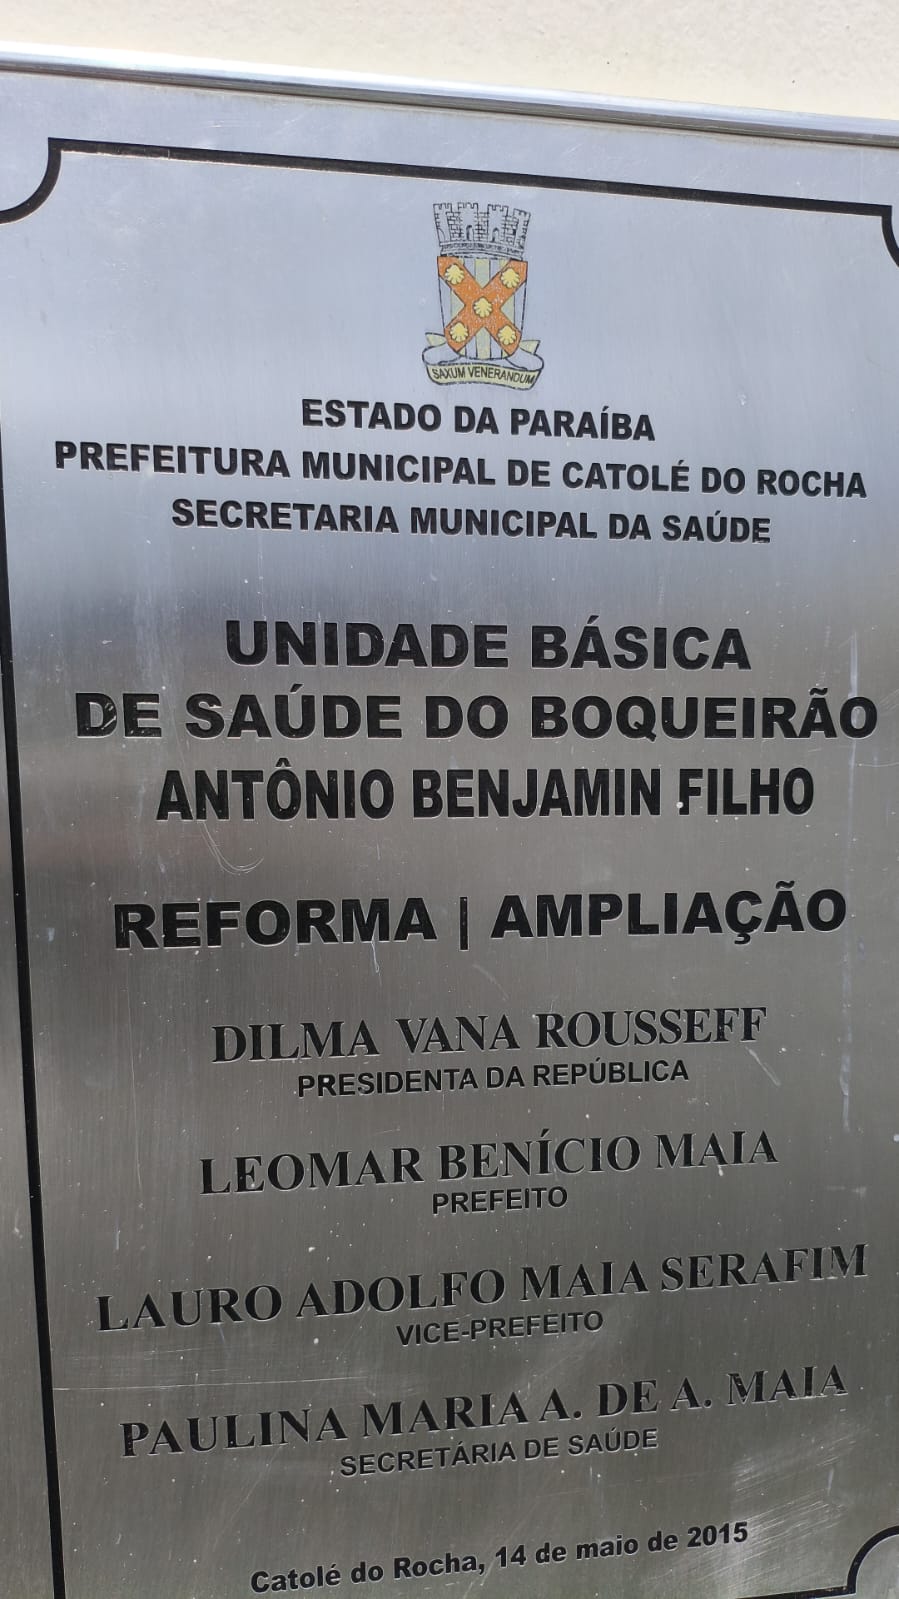 SAXUM VENERANDUM
ESTADO DA PARAÍBA
PREFEITURA MUNICIPAL DE CATOLÉ DO ROCHA
SECRETARIA MUNICIPAL DA SAÚDE
UNIDADE BÁSICA
DE SAÚDE DO BOQUEIRÃO
ANTÔNIO BENJAMIN FILHO
REFORMA | AMPLIAÇÃO
DILMA VANA ROUSSEFF
PRESIDENTA DA REPÚBLICA
LEOMAR BENÍCIO MAIA
PREFEITO
LAURO ADOLFO MAIA SERAFIM
VICE-PREFEITO
PAULINA MARIA A. DE A. MAIA
SECRETÁRIA DE SAÚDE
Catolé do Rocha, 14 de maio de 2015